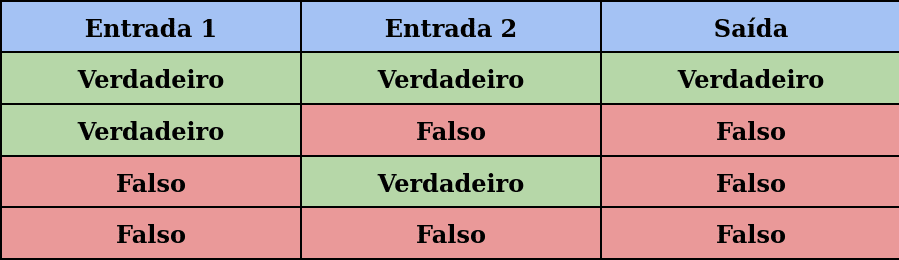 Entrada 1 Entrada 2 Saída
Verdadeiro Verdadeiro Verdadeiro
Verdadeiro Falso Falso
Falso Verdadeiro Falso
Falso Falso Falso